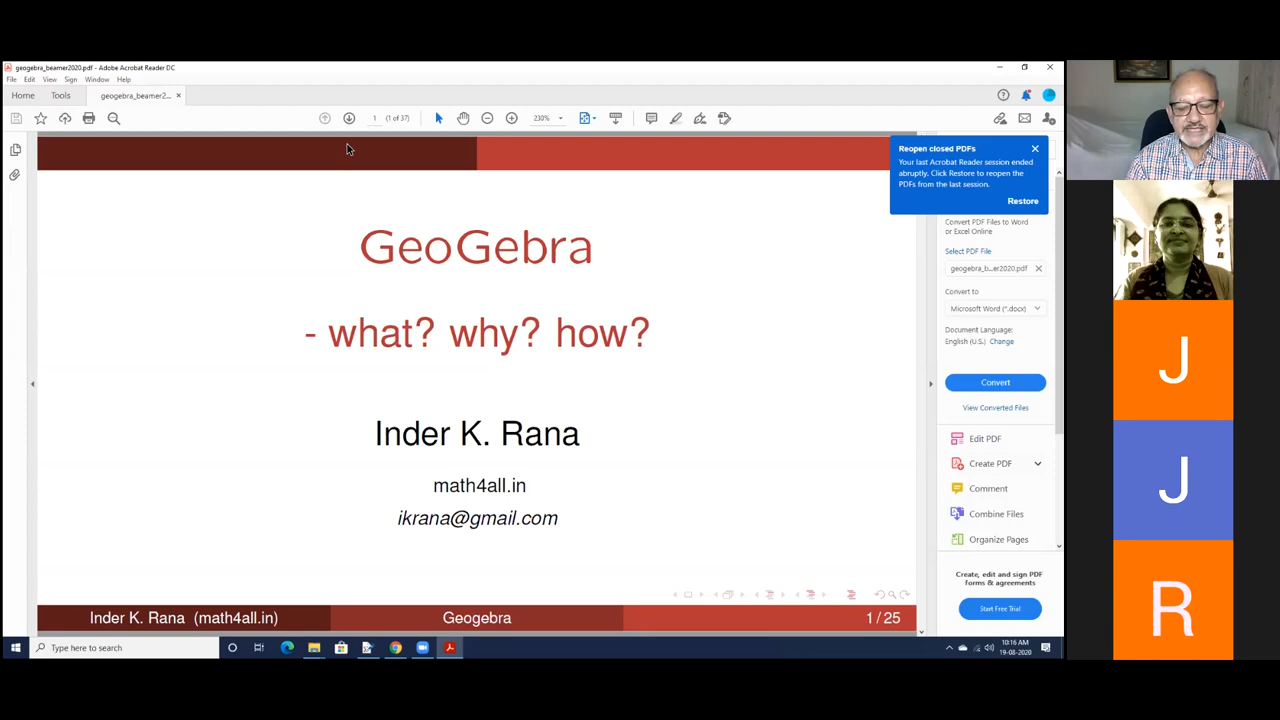 geogebra_beamer2020.pdf - Adobe Acrobat Reader DC
File Edit View Sign Window Help
Home Tools geogebra_beamer2... ×
1 (1 of 37) 230%
Reopen closed PDFs
Your last Acrobat Reader session ended
abruptly. Click Restore to reopen the
PDFs from the last session.
Restore
GeoGebra
- what? why? how?
Inder K. Rana
math4all.in
ikrana@gmail.com
Inder K. Rana (math4all.in) Geogebra 1 / 25
Convert PDF Files to Word
or Excel Online
Select PDF File
geogebra_b...er2020.pdf
Convert to
Microsoft Word (*.docx)
Document Language:
English (U.S.) Change
Convert
View Converted Files
Edit PDF
Create PDF
Comment
Combine Files
Organize Pages
Create, edit and sign PDF
forms & agreements
Start Free Trial
Type here to search
10:16 AM
19-08-2020
J
J
R